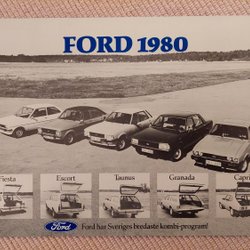 FORD 1980
Fiesta
Escort
Taunus
Granada
Capri
Ford
Ford har Sveriges bredaste kombi-program!